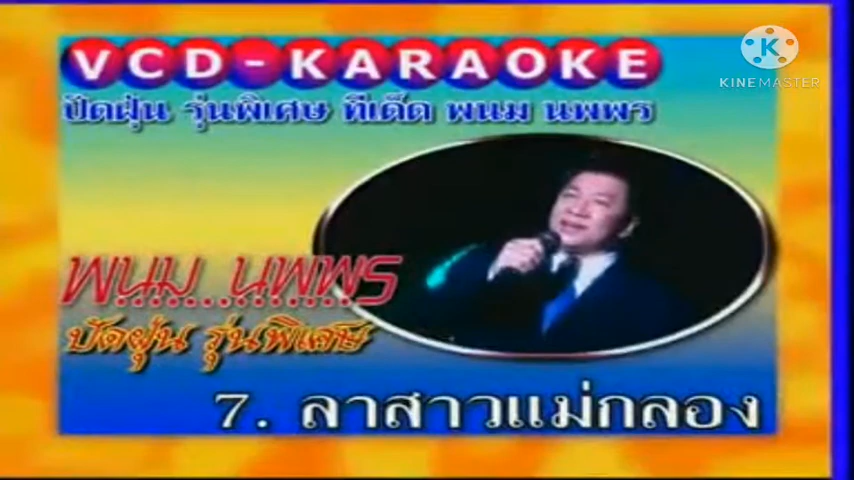 VCD-KARAOKE
K
KINEMASTER
ปัดฝุ่น รุ่นพิเศษ ทีเด็ด พนม นพพร
พนม นพพร
ปัดฝุ่น รุ่นพิเศษ
7. ลาสาวแม่กลอง